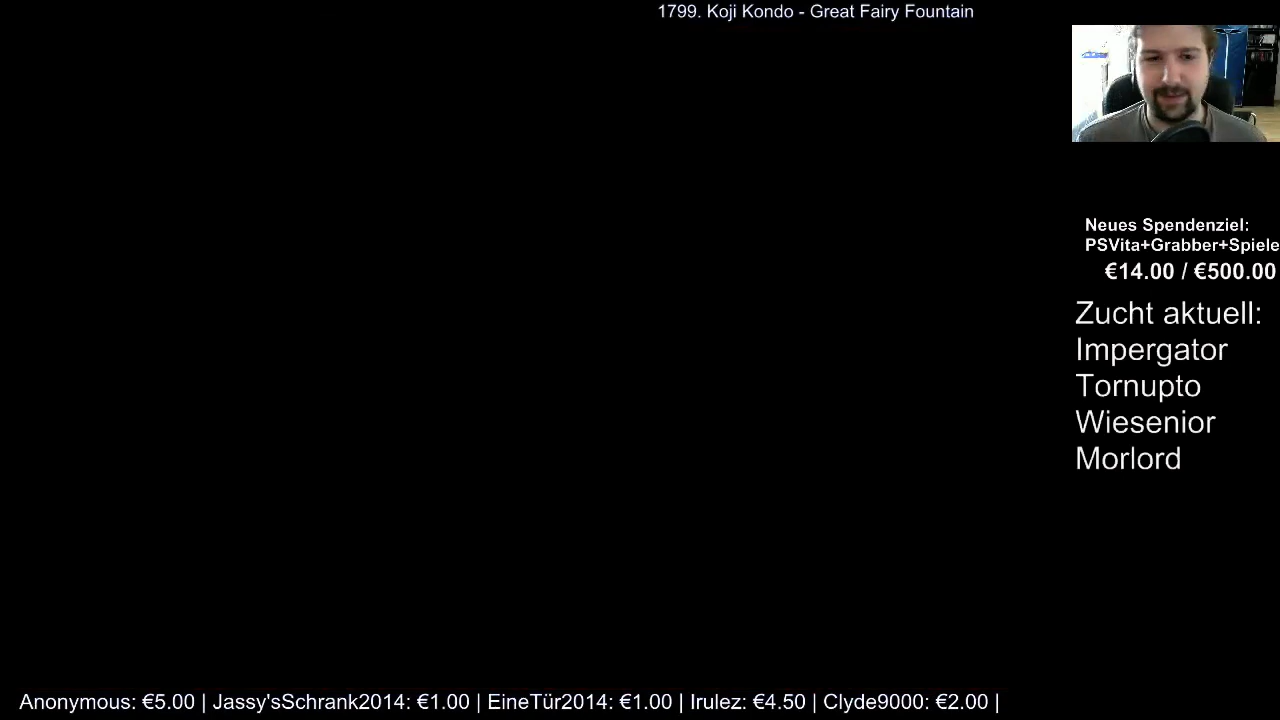 1799. Koji Kondo - Great Fairy Fountain
Neues Spendenziel:
PSVita+Grabber+Spiele
€14.00 / €500.00
Zucht aktuell:
Impergator
Tornupto
Wiesenior
Morlord
Anonymous: €5.00 | Jassy'sSchrank2014: €1.00 | EineTür2014: €1.00 | Irulez: €4.50 | Clyde9000: €2.00 |